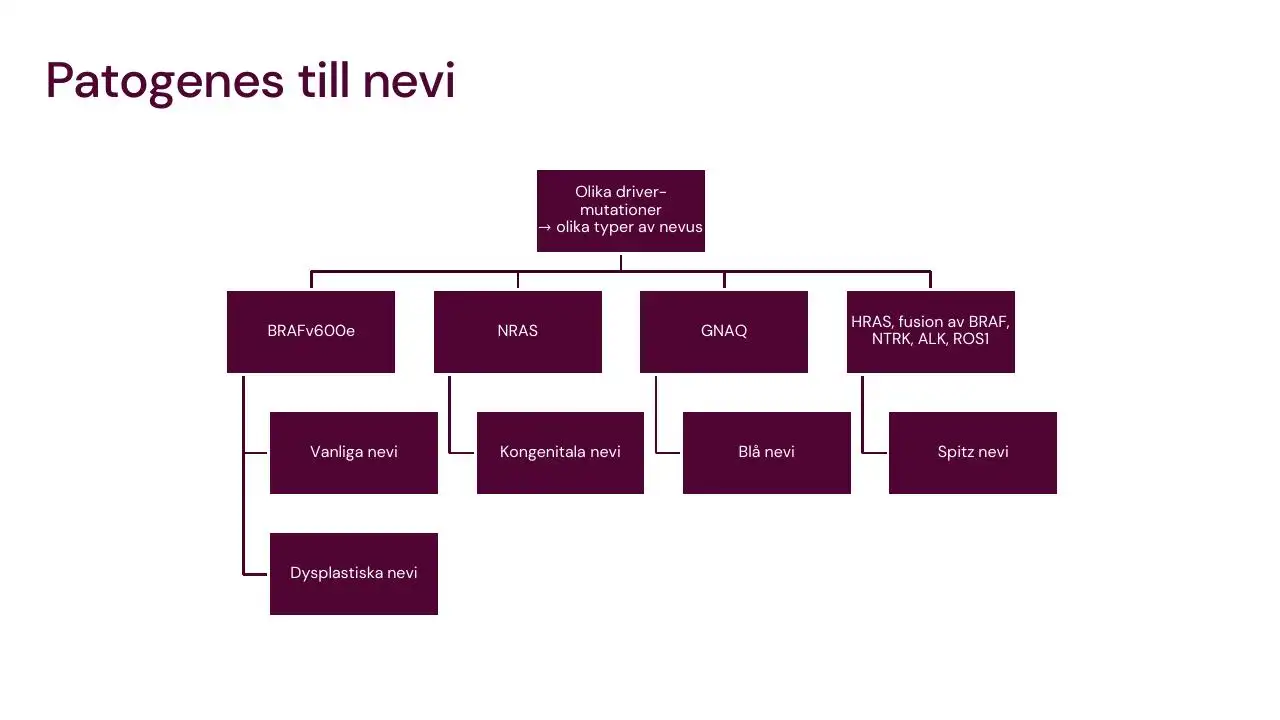 Patogenes till nevi
Olika driver-
mutationer
→ olika typer av nevus
BRAFv600e
NRAS
GNAQ
HRAS, fusion av BRAF,
NTRK, ALK, ROS1
Vanliga nevi
Kongenitala nevi
Blå nevi
Spitz nevi
Dysplastiska nevi